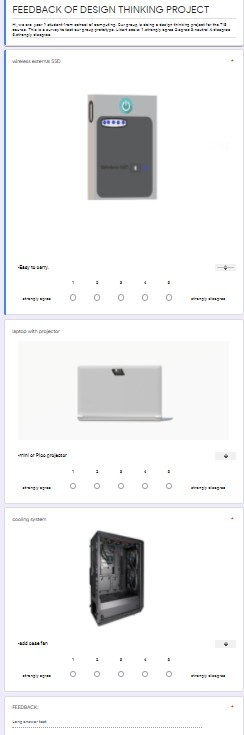 FEEDBACK OF DESIGN THINKING PROJECT
Hi, we are year 1 student from school of computing. Our group is doing a design thinking project for the TIS
course. This is a survey to test our group prototype. Likert scale: 1 strongly agree 2 agree 3 neutral 4 disagree
5 strongly disagree.
wireless external SSD
-Easy to carry.
1 2 3 4 5
strongly agree strongly disagree
laptop with projector
-mini or Pico projector
1 2 3 4 5
strongly agree strongly disagree
cooling system
-add case fan
1 2 3 4 5
strongly agree strongly disagree
FEEDBACK:
Long answer text